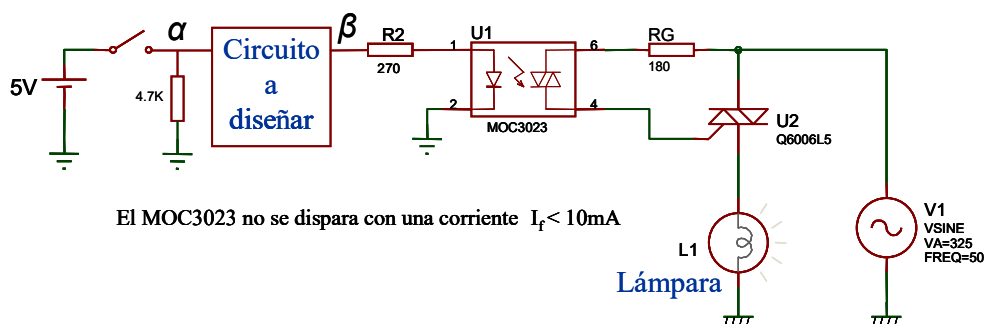 α
β
R2
270
U1
1
2
6
4
MOC3023
RG
180
5V
4.7K
Circuito
a
diseñar
U2
Q6006L5
El MOC3023 no se dispara con una corriente If < 10mA
L1
Lámpara
V1
VSINE
VA=325
FREQ=50